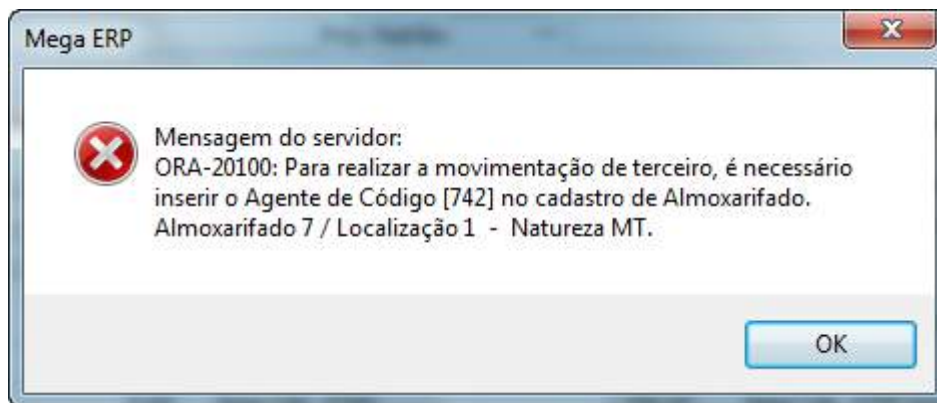 Mega ERP
Mensagem do servidor:
ORA-20100: Para realizar a movimentação de terceiro, é necessário
inserir o Agente de Código [742] no cadastro de Almoxarifado.
Almoxarifado 7 / Localização 1 - Natureza MT.
OK